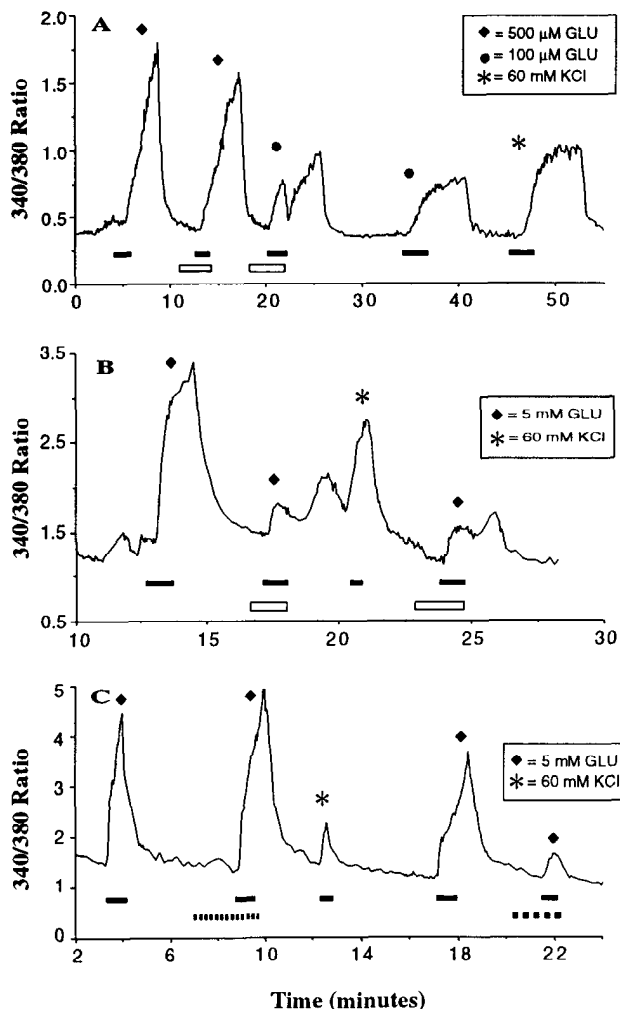 A
340/380 Ratio
2.0
1.5
1.0
0.5
0.0
0 10 20 30 40 50
◆ = 500 µM GLU
● = 100 µM GLU
* = 60 mM KCl
B
340/380 Ratio
3.5
2.5
1.5
0.5
10 15 20 25 30
◆ = 5 mM GLU
* = 60 mM KCl
C
340/380 Ratio
5
4
3
2
1
0
2 6 10 14 18 22
◆ = 5 mM GLU
* = 60 mM KCl
Time (minutes)